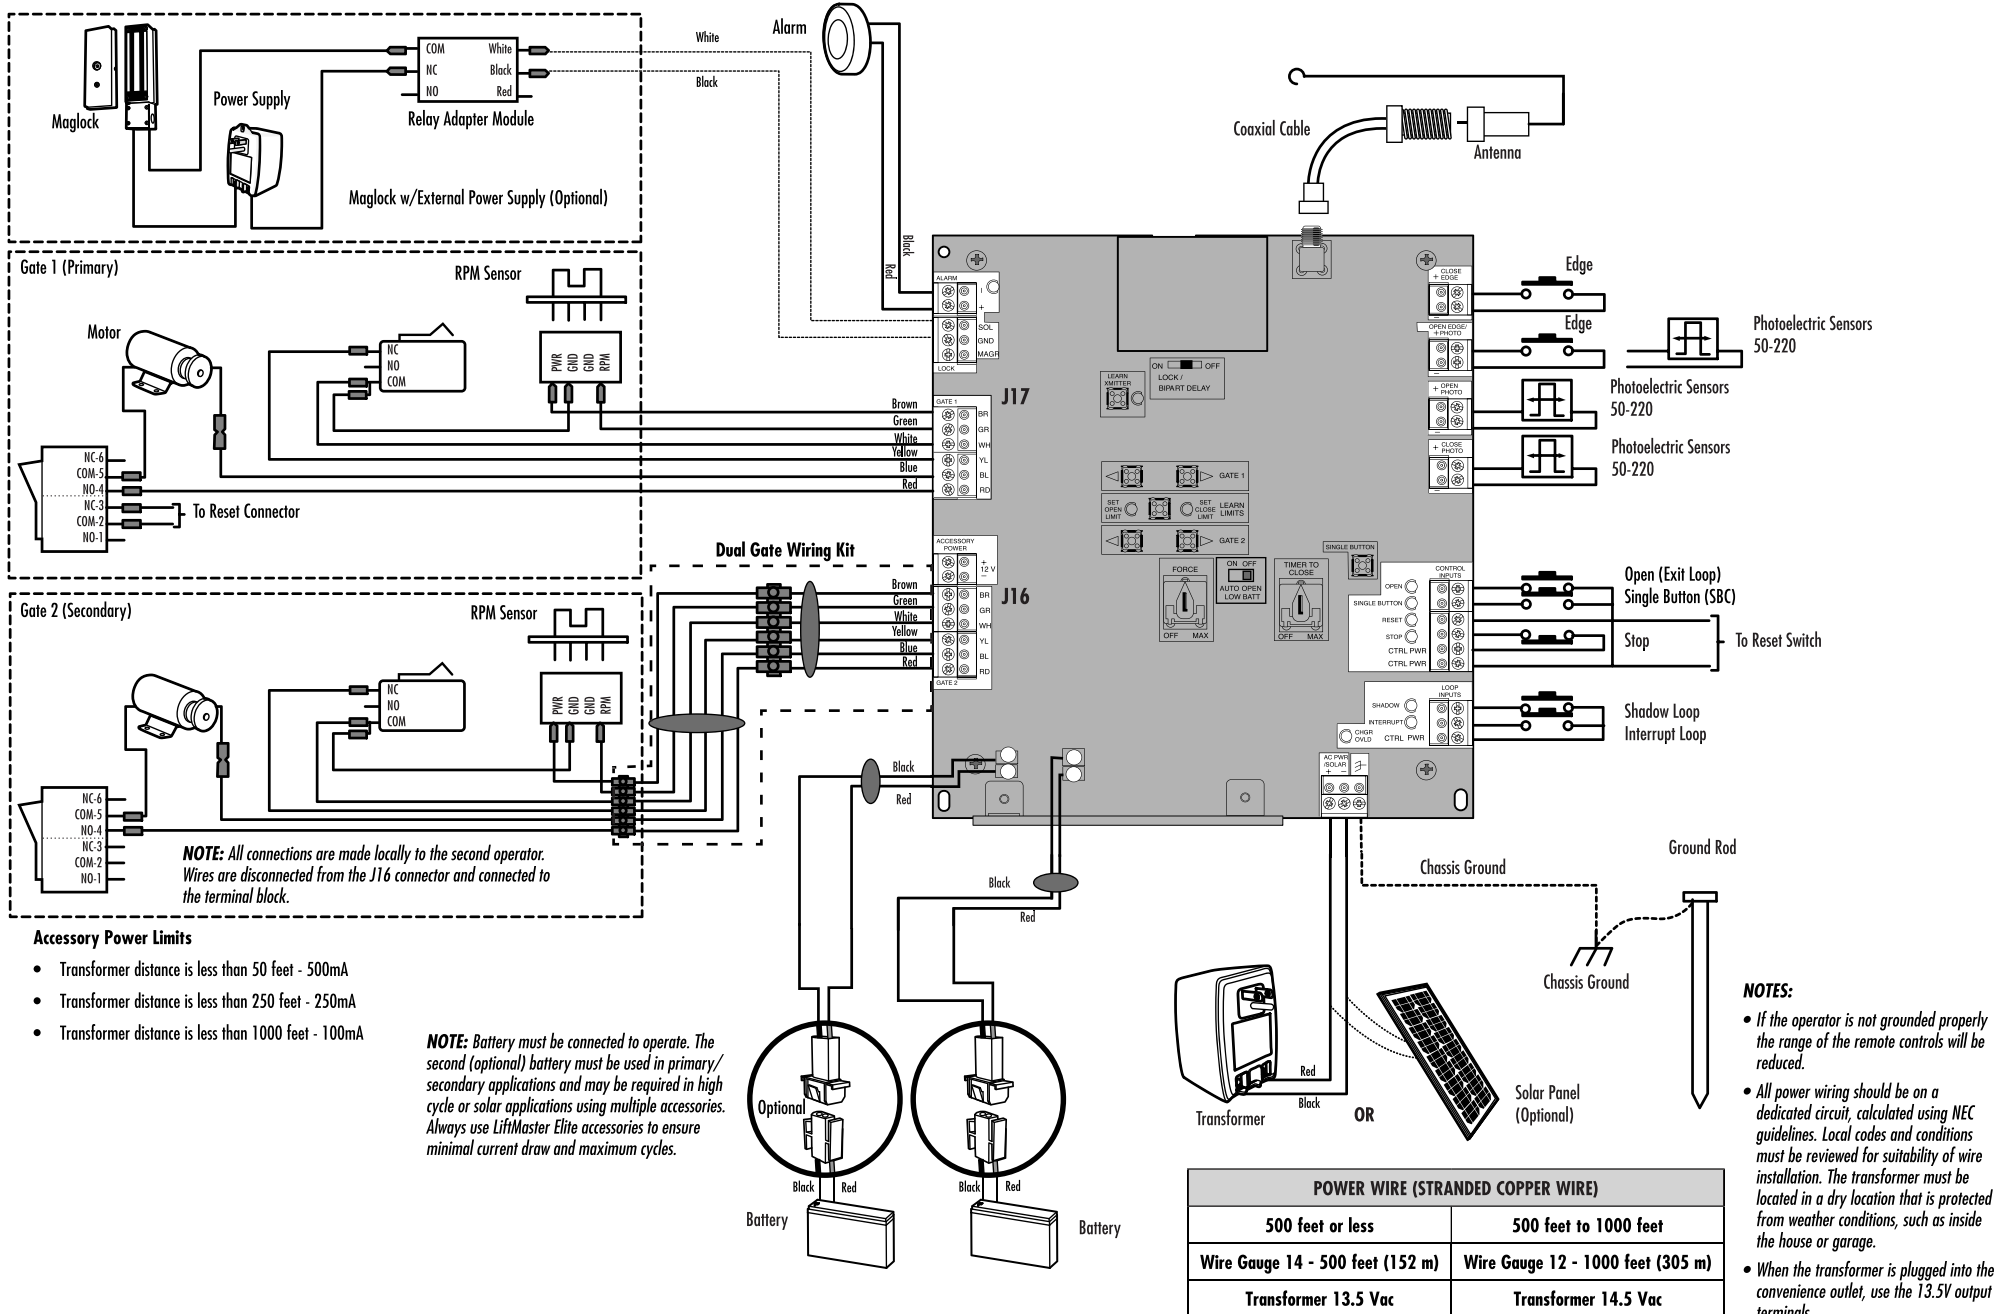 Maglock
Power Supply
COM White
NC Black
NO Red
Relay Adapter Module
Maglock w/External Power Supply (Optional)
White
Black
Alarm
Black
Red
Coaxial Cable
Antenna
Gate 1 (Primary)
Motor
RPM Sensor
NC
NO
COM
PWR
GND
GND
RPM
NC-6
COM-5
NO-4
NC-3
COM-2
NO-1
To Reset Connector
Brown
Green
White
Yellow
Blue
Red
ALARM
-
+
SOL
GND
MAGR
LOCK
J17
GATE 1
BR
GR
WH
YL
BL
RD
LEARN
XMITTER
ON OFF
LOCK /
BIPART DELAY
GATE 1
SET
OPEN
LIMIT
SET
CLOSE
LIMIT
LEARN
LIMITS
GATE 2
FORCE
OFF MAX
ON OFF
AUTO OPEN
LOW BATT
TIMER TO
CLOSE
OFF MAX
SINGLE BUTTON
+ CLOSE
EDGE
-
OPEN EDGE/
+ PHOTO
-
+ OPEN
PHOTO
-
+ CLOSE
PHOTO
-
Edge
Edge
Photoelectric Sensors
50-220
Photoelectric Sensors
50-220
Photoelectric Sensors
50-220
CONTROL
INPUTS
OPEN
SINGLE BUTTON
RESET
STOP
CTRL PWR
CTRL PWR
Open (Exit Loop)
Single Button (SBC)
Stop
To Reset Switch
LOOP
INPUTS
SHADOW
INTERRUPT
CHGR
OVLD
CTRL PWR
Shadow Loop
Interrupt Loop
AC PWR
/SOLAR
+ -
Dual Gate Wiring Kit
ACCESSORY
POWER
+
12 V
-
J16
BR
GR
WH
YL
BL
RD
GATE 2
Brown
Green
White
Yellow
Blue
Red
Gate 2 (Secondary)
RPM Sensor
NC
NO
COM
PWR
GND
GND
RPM
NC-6
COM-5
NO-4
NC-3
COM-2
NO-1
NOTE: All connections are made locally to the second operator.
Wires are disconnected from the J16 connector and connected to
the terminal block.
Black
Red
Black
Red
Accessory Power Limits
• Transformer distance is less than 50 feet - 500mA
• Transformer distance is less than 250 feet - 250mA
• Transformer distance is less than 1000 feet - 100mA
NOTE: Battery must be connected to operate. The
second (optional) battery must be used in primary/
secondary applications and may be required in high
cycle or solar applications using multiple accessories.
Always use LiftMaster Elite accessories to ensure
minimal current draw and maximum cycles.
Optional
Black Red
Battery
Black Red
Battery
Chassis Ground
Ground Rod
Chassis Ground
Red
Black
Transformer
OR
Solar Panel
(Optional)
POWER WIRE (STRANDED COPPER WIRE)
500 feet or less 500 feet to 1000 feet
Wire Gauge 14 - 500 feet (152 m) Wire Gauge 12 - 1000 feet (305 m)
Transformer 13.5 Vac Transformer 14.5 Vac
NOTES:
• If the operator is not grounded properly
the range of the remote controls will be
reduced.
• All power wiring should be on a
dedicated circuit, calculated using NEC
guidelines. Local codes and conditions
must be reviewed for suitability of wire
installation. The transformer must be
located in a dry location that is protected
from weather conditions, such as inside
the house or garage.
• When the transformer is plugged into the
convenience outlet, use the 13.5V output